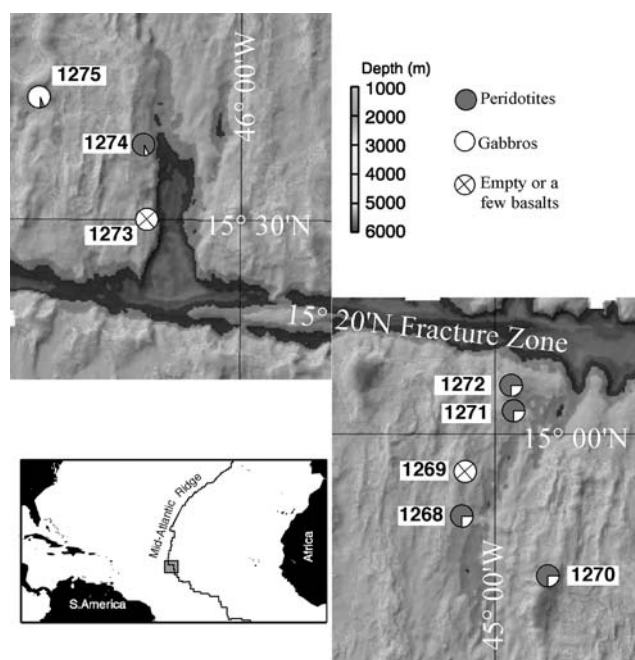 1275
1274
1273
46° 00'W
15° 30'N
Depth (m)
1000
2000
3000
4000
5000
6000
Peridotites
Gabbros
Empty or a
few basalts
15° 20'N Fracture Zone
1272
1271
15° 00'N
1269
1268
1270
45° 00'W
Mid-Atlantic Ridge
Africa
S.America